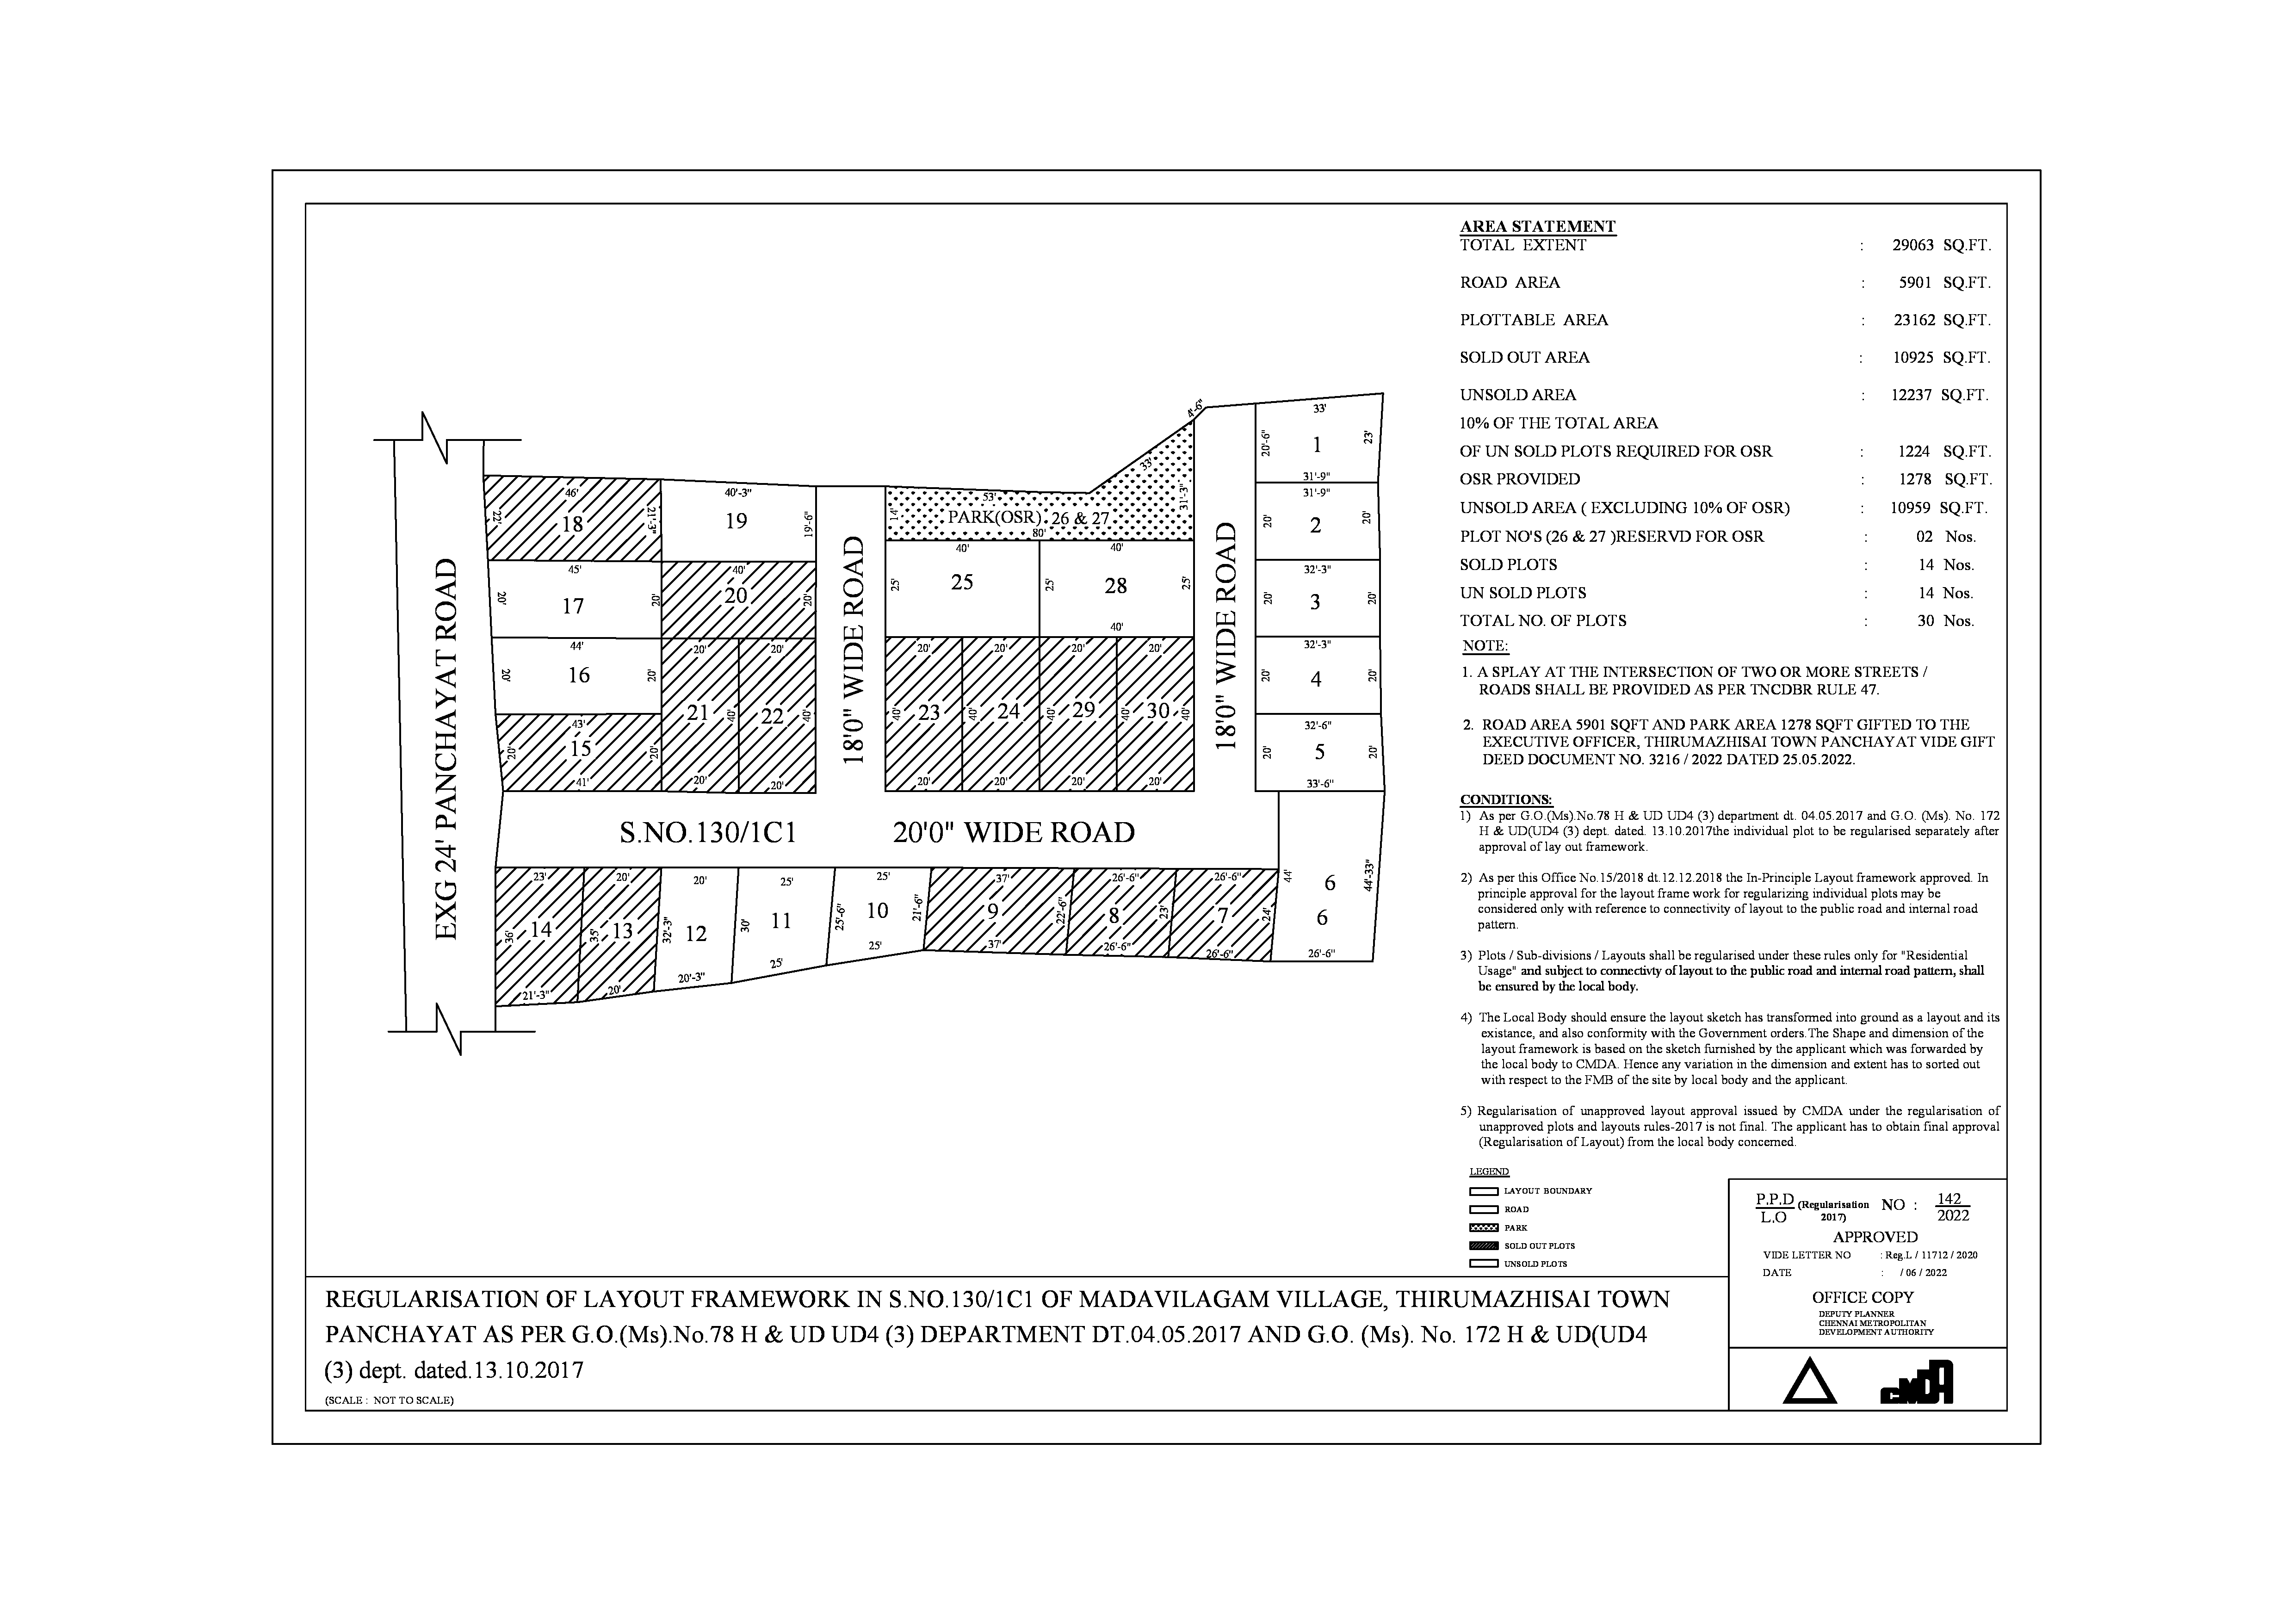 AREA STATEMENT
TOTAL EXTENT : 29063 SQ.FT.
ROAD AREA : 5901 SQ.FT.
PLOTTABLE AREA : 23162 SQ.FT.
SOLD OUT AREA : 10925 SQ.FT.
UNSOLD AREA : 12237 SQ.FT.
10% OF THE TOTAL AREA
OF UN SOLD PLOTS REQUIRED FOR OSR : 1224 SQ.FT.
OSR PROVIDED : 1278 SQ.FT.
UNSOLD AREA ( EXCLUDING 10% OF OSR) : 10959 SQ.FT.
PLOT NO'S (26 & 27 )RESERVD FOR OSR : 02 Nos.
SOLD PLOTS : 14 Nos.
UN SOLD PLOTS : 14 Nos.
TOTAL NO. OF PLOTS : 30 Nos.
NOTE:
1. A SPLAY AT THE INTERSECTION OF TWO OR MORE STREETS /
ROADS SHALL BE PROVIDED AS PER TNCDBR RULE 47.
2. ROAD AREA 5901 SQFT AND PARK AREA 1278 SQFT GIFTED TO THE
EXECUTIVE OFFICER, THIRUMAZHISAI TOWN PANCHAYAT VIDE GIFT
DEED DOCUMENT NO. 3216 / 2022 DATED 25.05.2022.
CONDITIONS:
1) As per G.O.(Ms).No.78 H & UD UD4 (3) department dt. 04.05.2017 and G.O. (Ms). No. 172
H & UD(UD4 (3) dept. dated. 13.10.2017the individual plot to be regularised separately after
approval of lay out framework.
2) As per this Office No.15/2018 dt.12.12.2018 the In-Principle Layout framework approved. In
principle approval for the layout frame work for regularizing individual plots may be
considered only with reference to connectivity of layout to the public road and internal road
pattern.
3) Plots / Sub-divisions / Layouts shall be regularised under these rules only for "Residential
Usage" and subject to connectivity of layout to the public road and internal road pattern, shall
be ensured by the local body.
4) The Local Body should ensure the layout sketch has transformed into ground as a layout and its
existance, and also conformity with the Government orders.The Shape and dimension of the
layout framework is based on the sketch furnished by the applicant which was forwarded by
the local body to CMDA. Hence any variation in the dimension and extent has to sorted out
with respect to the FMB of the site by local body and the applicant.
5) Regularisation of unapproved layout approval issued by CMDA under the regularisation of
unapproved plots and layouts rules-2017 is not final. The applicant has to obtain final approval
(Regularisation of Layout) from the local body concerned.
LEGEND
LAYOUT BOUNDARY
ROAD
PARK
SOLD OUT PLOTS
UNSOLD PLOTS
EXG 24' PANCHAYAT ROAD
46'
22' 18 21'-3"
40'-3"
19 19'-6"
45'
20' 17 20'
40'
20 20'
44'
20' 16 20'
43'
20' 15 20'
41'
20' 20'
21 40' 22 40'
20' 20'
18'0" WIDE ROAD
53' 33' 4'-6"
14' PARK(OSR) 26 & 27 31'-3"
80'
40' 40'
25' 25 25' 28 25'
40'
20' 20' 20' 20'
40' 23 40' 24 40' 29 40' 30 40'
20' 20' 20' 20'
18'0" WIDE ROAD
33'
20'-6" 1 23'
31'-9"
31'-9"
20' 2 20'
32'-3"
20' 3 20'
32'-3"
20' 4 20'
32'-6"
20' 5 20'
33'-6"
S.NO.130/1C1 20'0" WIDE ROAD
23' 20' 20' 25' 25' 37' 26'-6" 26'-6"
36' 14 35' 13 32'-3" 12 30' 11 25'-6" 10 21'-6" 9 22'-6" 8 23' 7 24'
21'-3" 20' 20'-3" 25' 25' 37' 26'-6" 26'-6"
44' 6 44'-33"
6
26'-6"
P.P.D (Regularisation NO : 142
L.O 2017) 2022
APPROVED
VIDE LETTER NO : Reg.L / 11712 / 2020
DATE : / 06 / 2022
OFFICE COPY
DEPUTY PLANNER
CHENNAI METROPOLITAN
DEVELOPMENT AUTHORITY
CMDA
REGULARISATION OF LAYOUT FRAMEWORK IN S.NO.130/1C1 OF MADAVILAGAM VILLAGE, THIRUMAZHISAI TOWN
PANCHAYAT AS PER G.O.(Ms).No.78 H & UD UD4 (3) DEPARTMENT DT.04.05.2017 AND G.O. (Ms). No. 172 H & UD(UD4
(3) dept. dated.13.10.2017
(SCALE : NOT TO SCALE)